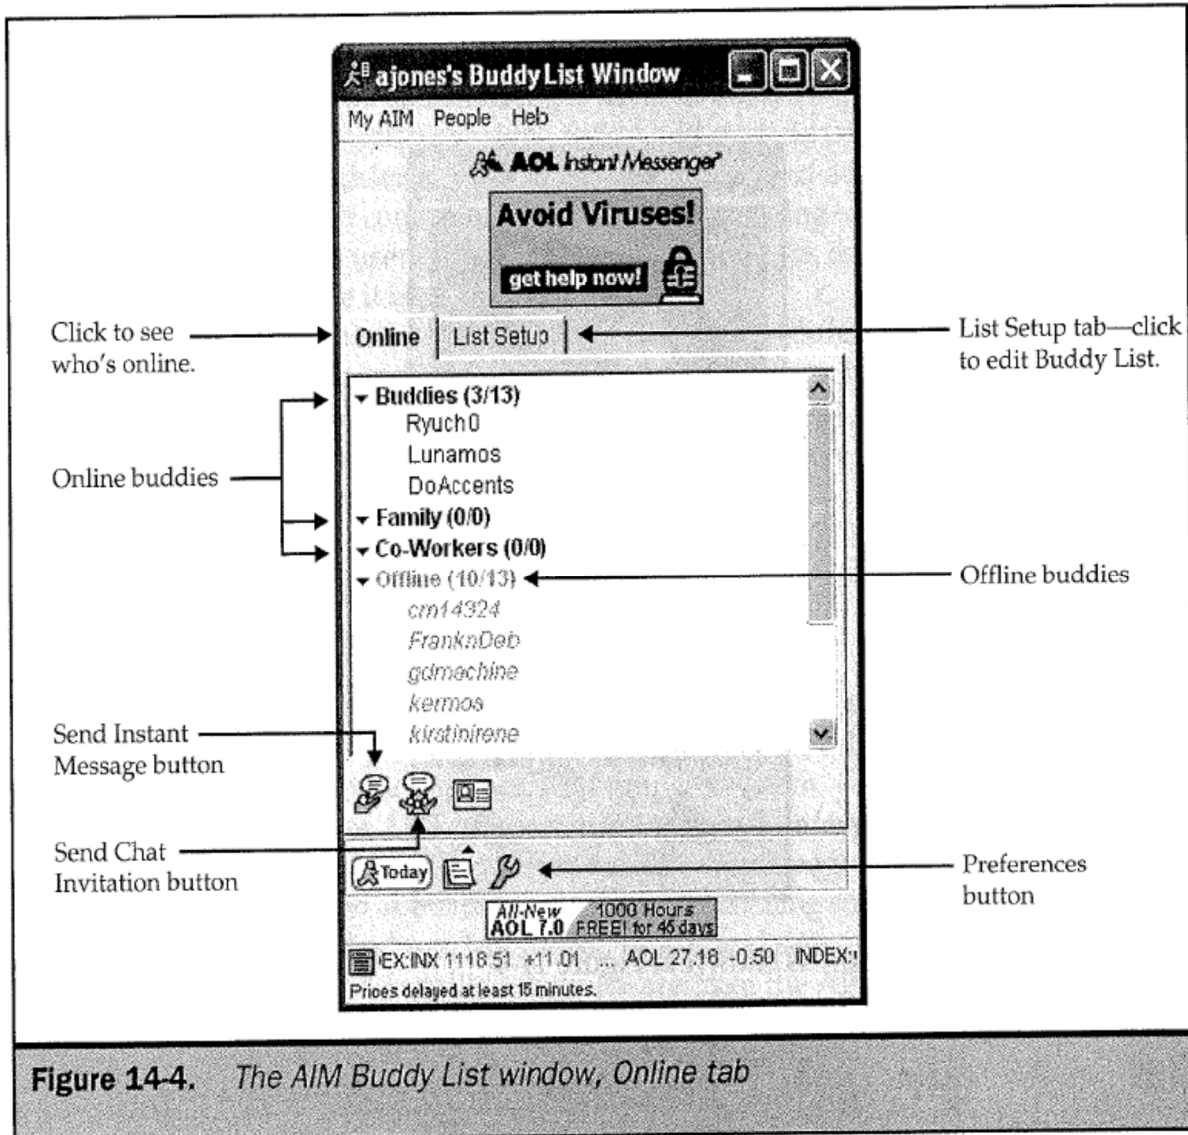 ajones's Buddy List Window
My AIM People Help
AOL Instant Messenger
Avoid Viruses!
get help now!
Click to see
who's online.
Online List Setup
List Setup tab—click
to edit Buddy List.
Buddies (3/13)
Ryuch0
Lunamos
DoAccents
Online buddies
Family (0/0)
Co-Workers (0/0)
Offline (10/13)
Offline buddies
cm14324
FranknDeb
gdmachine
kermos
kirstinirene
Send Instant
Message button
Send Chat
Invitation button
Today
Preferences
button
All-New
AOL 7.0
1000 Hours
FREE! for 45 days
EX:INX 1118.51 +11.01 ... AOL 27.18 -0.50 INDEX:
Prices delayed at least 15 minutes.
Figure 14-4. The AIM Buddy List window, Online tab